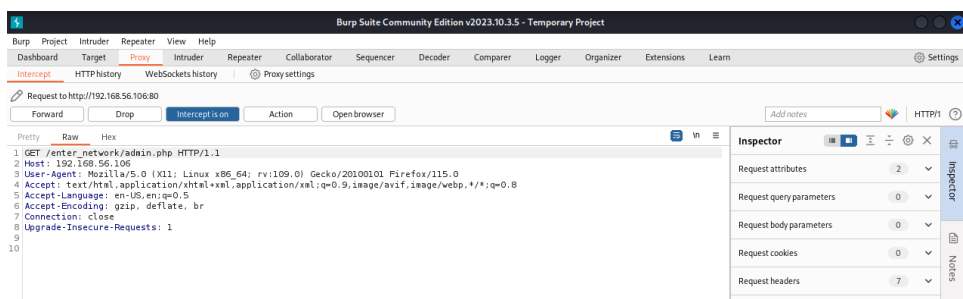 Burp Suite Community Edition v2023.10.3.5 - Temporary Project
Burp Project Intruder Repeater View Help
Dashboard Target Proxy Intruder Repeater Collaborator Sequencer Decoder Comparer Logger Organizer Extensions Learn Settings
Intercept HTTP history WebSockets history Proxy settings
Request to http://192.168.56.106:80
Forward Drop Intercept is on Action Open browser Add notes HTTP/1
Pretty Raw Hex \n Inspector
1 GET /enter_network/admin.php HTTP/1.1
2 Host: 192.168.56.106
3 User-Agent: Mozilla/5.0 (X11; Linux x86_64; rv:109.0) Gecko/20100101 Firefox/115.0
4 Accept: text/html,application/xhtml+xml,application/xml;q=0.9,image/avif,image/webp,*/*;q=0.8
5 Accept-Language: en-US,en;q=0.5
6 Accept-Encoding: gzip, deflate, br
7 Connection: close
8 Upgrade-Insecure-Requests: 1
9
10
Request attributes 2
Request query parameters 0
Request body parameters 0
Request cookies 0
Request headers 7
Inspector
Notes